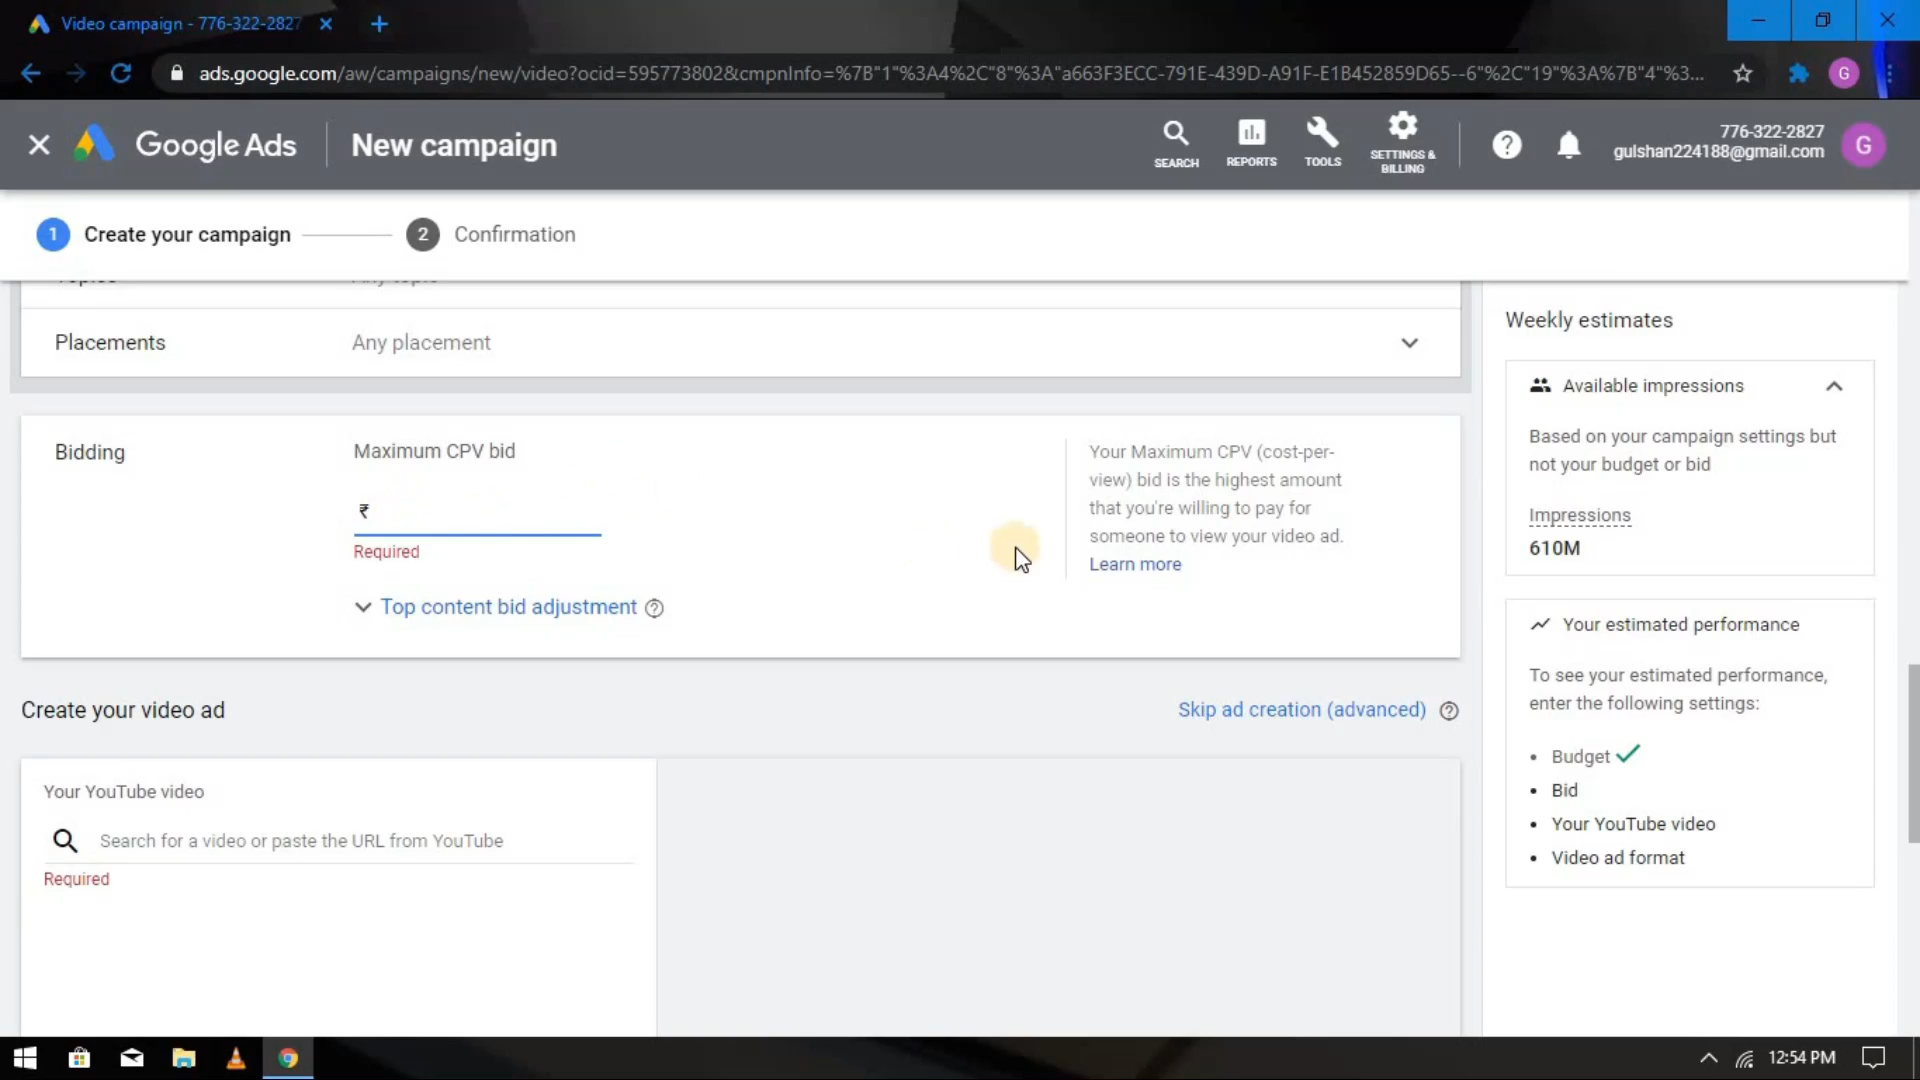 Video campaign - 776-322-2827
ads.google.com/aw/campaigns/new/video?ocid=595773802&cmpnInfo=%7B"1"%3A4%2C"8"%3A"a663F3ECC-791E-439D-A91F-E1B452859D65--6"%2C"19"%3A%7B"4"%3...
G
Google Ads
New campaign
SEARCH
REPORTS
TOOLS
SETTINGS &
BILLING
776-322-2827
gulshan224188@gmail.com
G
1 Create your campaign
2 Confirmation
Topics Any topic
Placements Any placement
Bidding
Maximum CPV bid
₹
Required
Top content bid adjustment
Your Maximum CPV (cost-per-
view) bid is the highest amount
that you're willing to pay for
someone to view your video ad.
Learn more
Create your video ad
Skip ad creation (advanced)
Your YouTube video
Search for a video or paste the URL from YouTube
Required
Weekly estimates
Available impressions
Based on your campaign settings but
not your budget or bid
Impressions
610M
Your estimated performance
To see your estimated performance,
enter the following settings:
• Budget
• Bid
• Your YouTube video
• Video ad format
12:54 PM